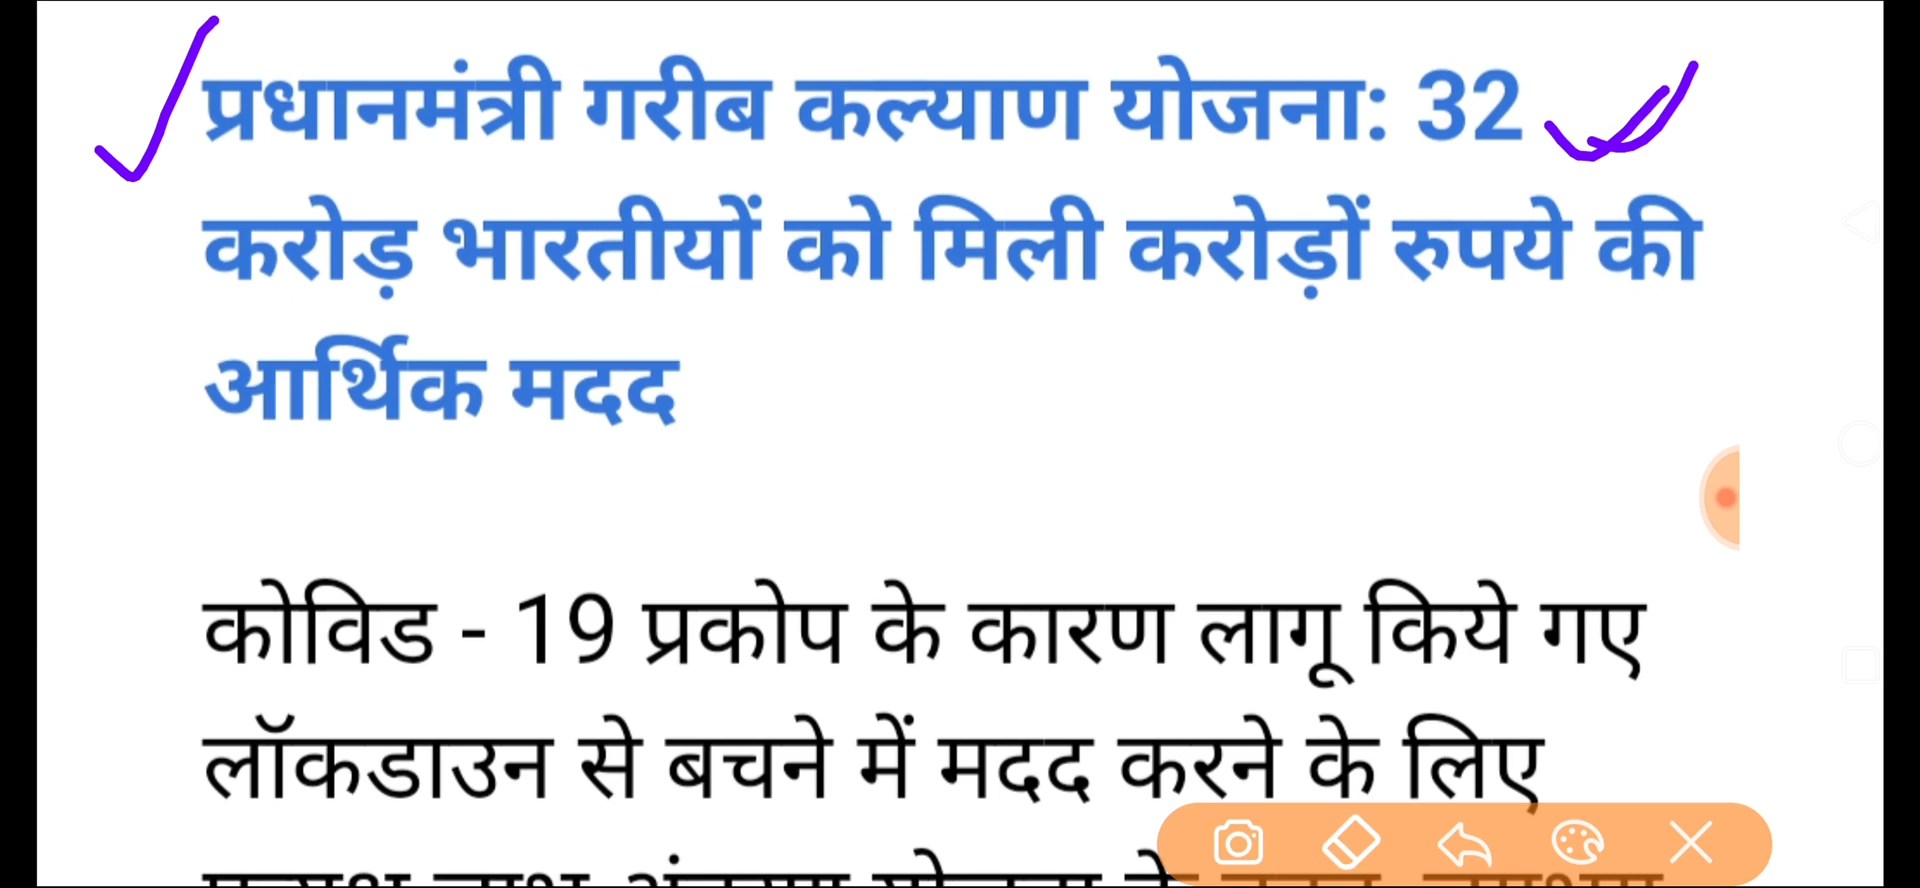 प्रधानमंत्री गरीब कल्याण योजना: 32
करोड़ भारतीयों को मिली करोड़ों रुपये की
आर्थिक मदद
कोविड - 19 प्रकोप के कारण लागू किये गए
लॉकडाउन से बचने में मदद करने के लिए